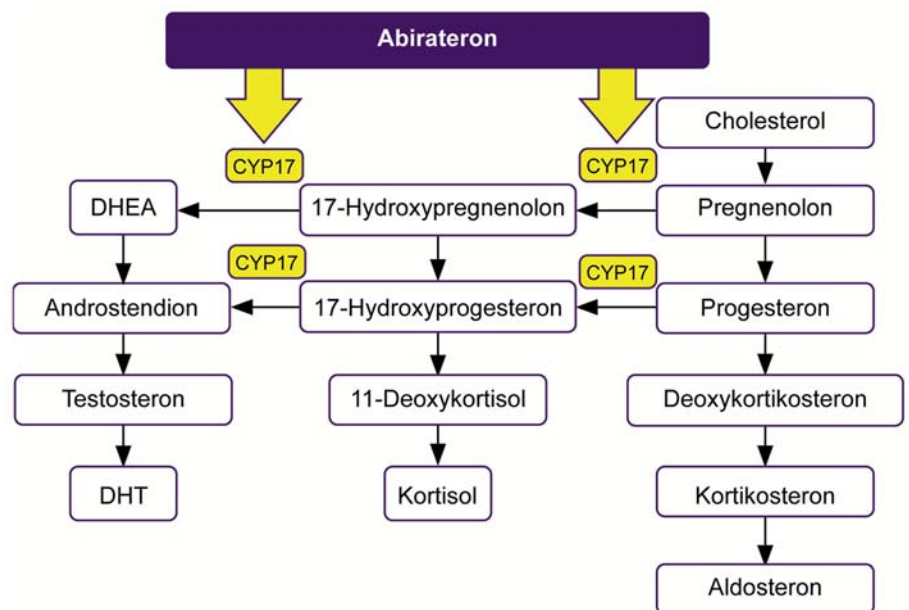 Abirateron
Cholesterol
CYP17
CYP17
DHEA
17-Hydroxypregnenolon
Pregnenolon
CYP17
CYP17
Androstendion
17-Hydroxyprogesteron
Progesteron
Testosteron
11-Deoxykortisol
Deoxykortikosteron
DHT
Kortisol
Kortikosteron
Aldosteron